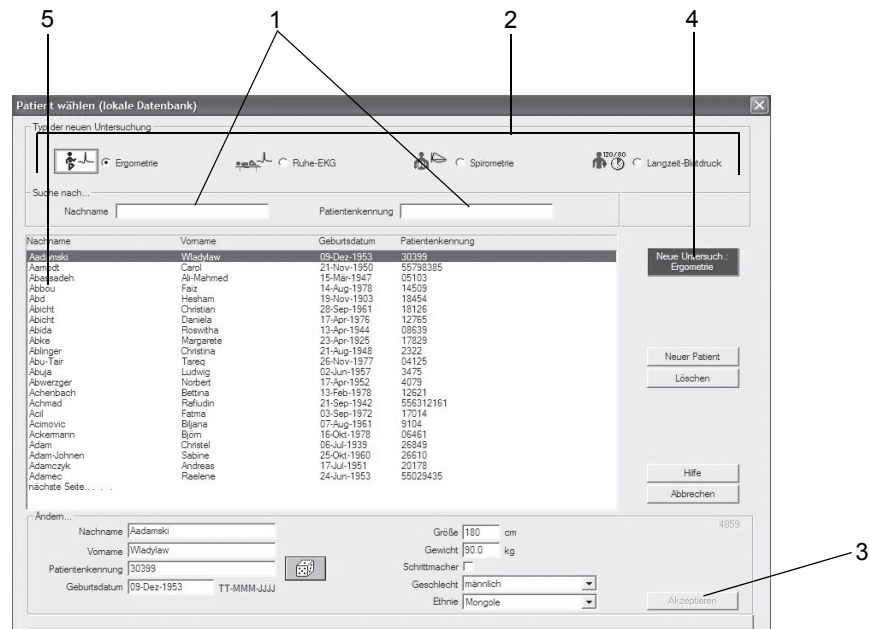 5 1 2 4
Patient wählen (lokale Datenbank)
Typ der neuen Untersuchung
Ergometrie Ruhe-EKG Spirometrie 120/80 Langzeit-Blutdruck
Suche nach...
Nachname Patientenkennung
Nachname Vorname Geburtsdatum Patientenkennung
Aadamski Wladylaw 09-Dez-1953 30399
Aamodt Carol 21-Nov-1950 55798385
Abassadeh Ali-Mahmed 15-Mär-1947 05103
Abbou Faiz 14-Aug-1978 14509
Abd Hesham 19-Nov-1903 18454
Abicht Christian 28-Sep-1961 18126
Abicht Daniela 17-Apr-1976 12765
Abida Roswitha 13-Apr-1944 08639
Abke Margarete 23-Apr-1925 17829
Ablinger Christina 21-Aug-1948 2322
Abu-Tair Tareq 26-Nov-1977 04125
Abuja Ludwig 02-Jun-1957 3475
Abwerzger Norbert 17-Apr-1952 4079
Achenbach Bettina 13-Feb-1978 12621
Achmad Rafiudin 21-Sep-1942 556312161
Acil Fatma 03-Sep-1972 17014
Acimovic Biljana 07-Aug-1961 9104
Ackermann Björn 16-Okt-1978 06461
Adam Christel 06-Jul-1939 26849
Adam-Johnen Sabine 25-Okt-1960 26610
Adamczyk Andreas 17-Jul-1951 20178
Adamec Raelene 24-Jun-1953 55029435
nächste Seite.. . . .
Neue Untersuch.:
Ergometrie
Neuer Patient
Löschen
Hilfe
Abbrechen
Ändern...
4859
Nachname Aadamski
Vorname Wladylaw
Patientenkennung 30399
Geburtsdatum 09-Dez-1953 TT-MMM-JJJJ
Größe 180 cm
Gewicht 90.0 kg
Schrittmacher
Geschlecht männlich
Ethnie Mongole
Akzeptieren
3